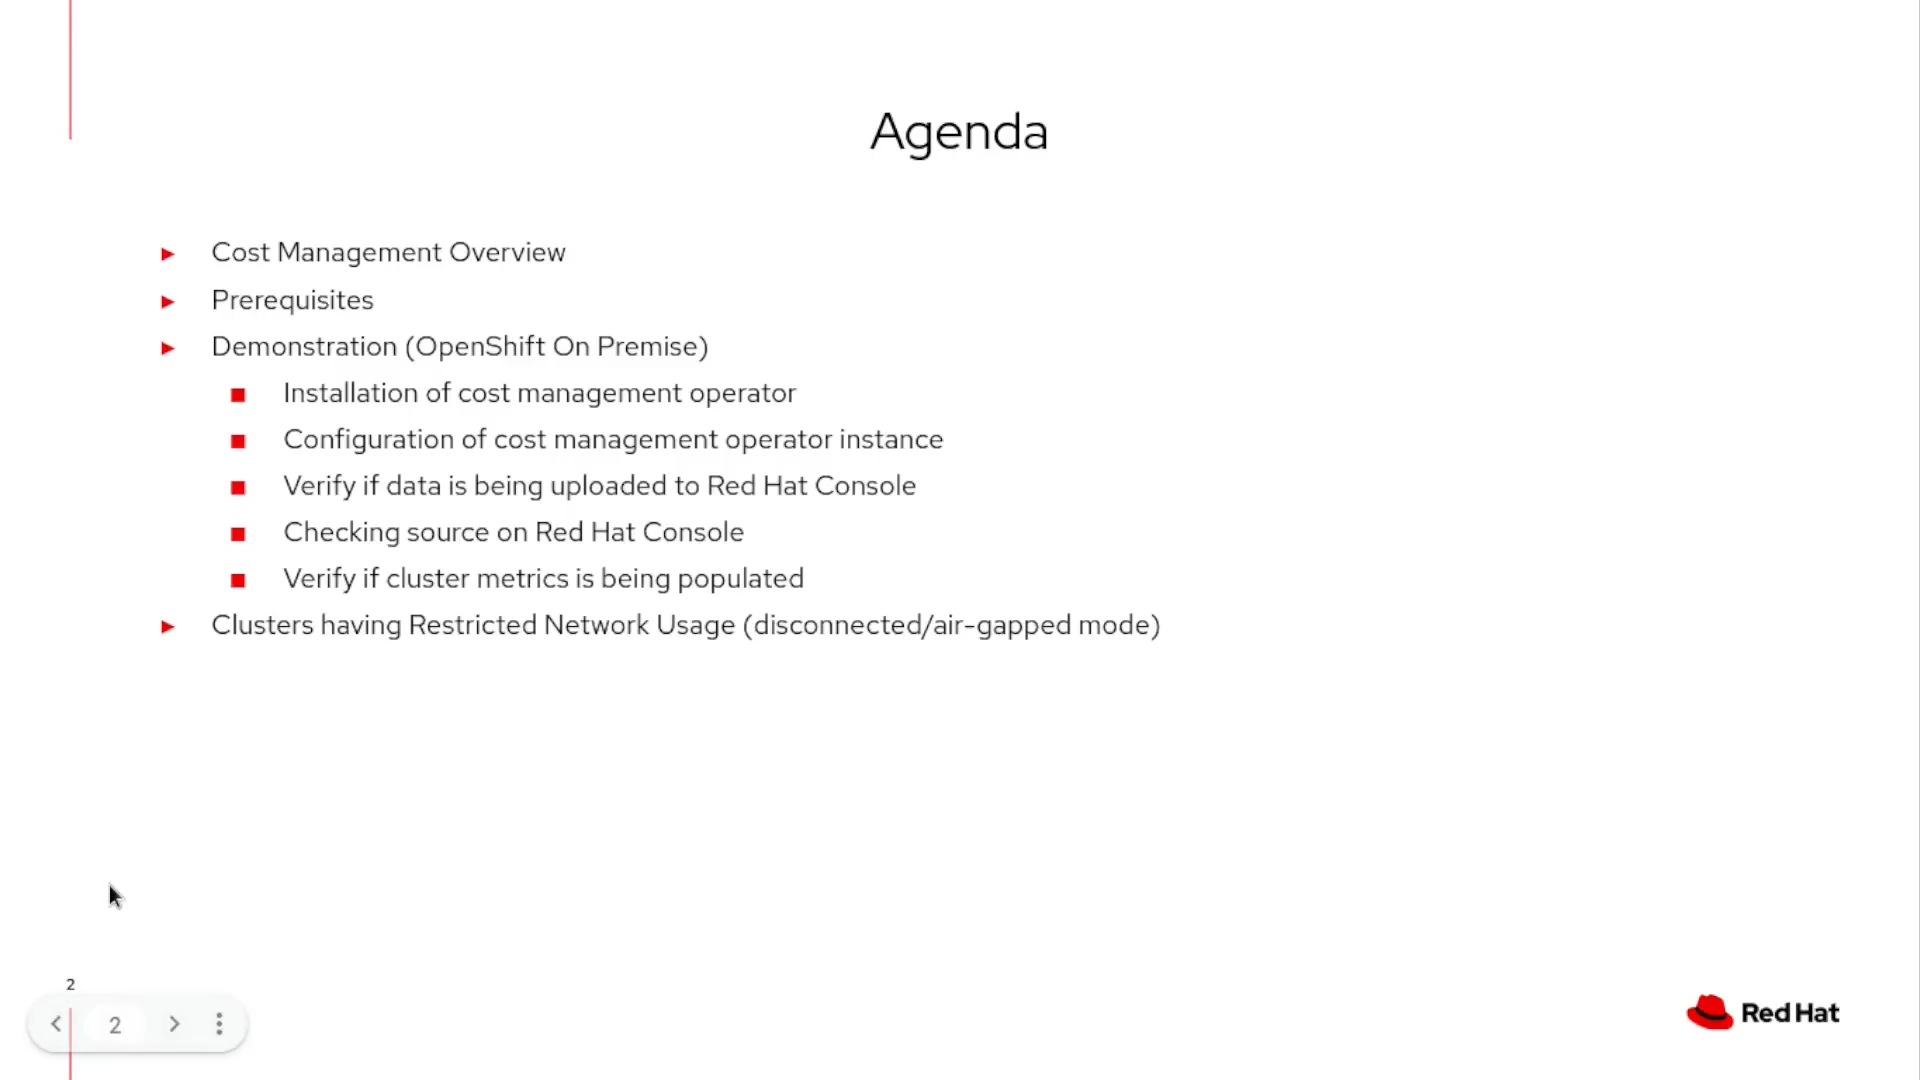 Agenda
Cost Management Overview
Prerequisites
Demonstration (OpenShift On Premise)
Installation of cost management operator
Configuration of cost management operator instance
Verify if data is being uploaded to Red Hat Console
Checking source on Red Hat Console
Verify if cluster metrics is being populated
Clusters having Restricted Network Usage (disconnected/air-gapped mode)
2
2
Red Hat